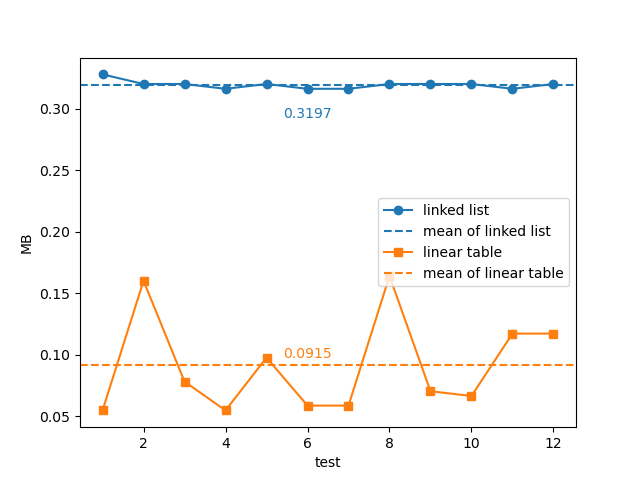 0.30
0.25
0.20
0.15
0.10
0.05
MB
0.3197
linked list
mean of linked list
linear table
mean of linear table
0.0915
2 4 6 8 10 12
test